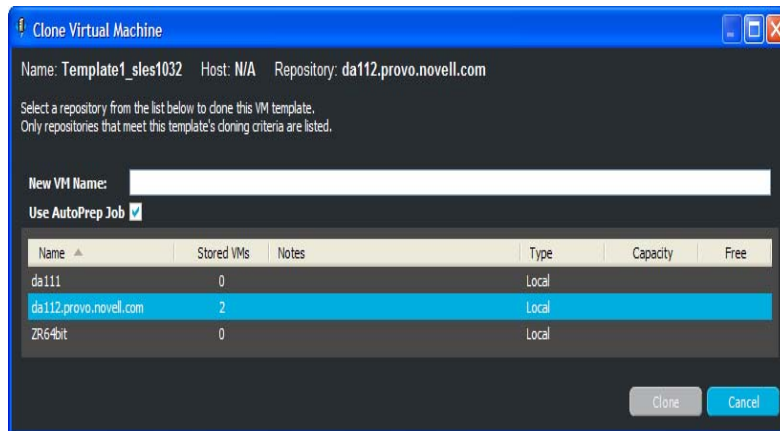 Clone Virtual Machine
Name: Template1_sles1032 Host: N/A Repository: da112.provo.novell.com
Select a repository from the list below to clone this VM template.
Only repositories that meet this template's cloning criteria are listed.
New VM Name:
Use AutoPrep Job
Name Stored VMs Notes Type Capacity Free
da111 0 Local
da112.provo.novell.com 2 Local
ZR64bit 0 Local
Clone Cancel